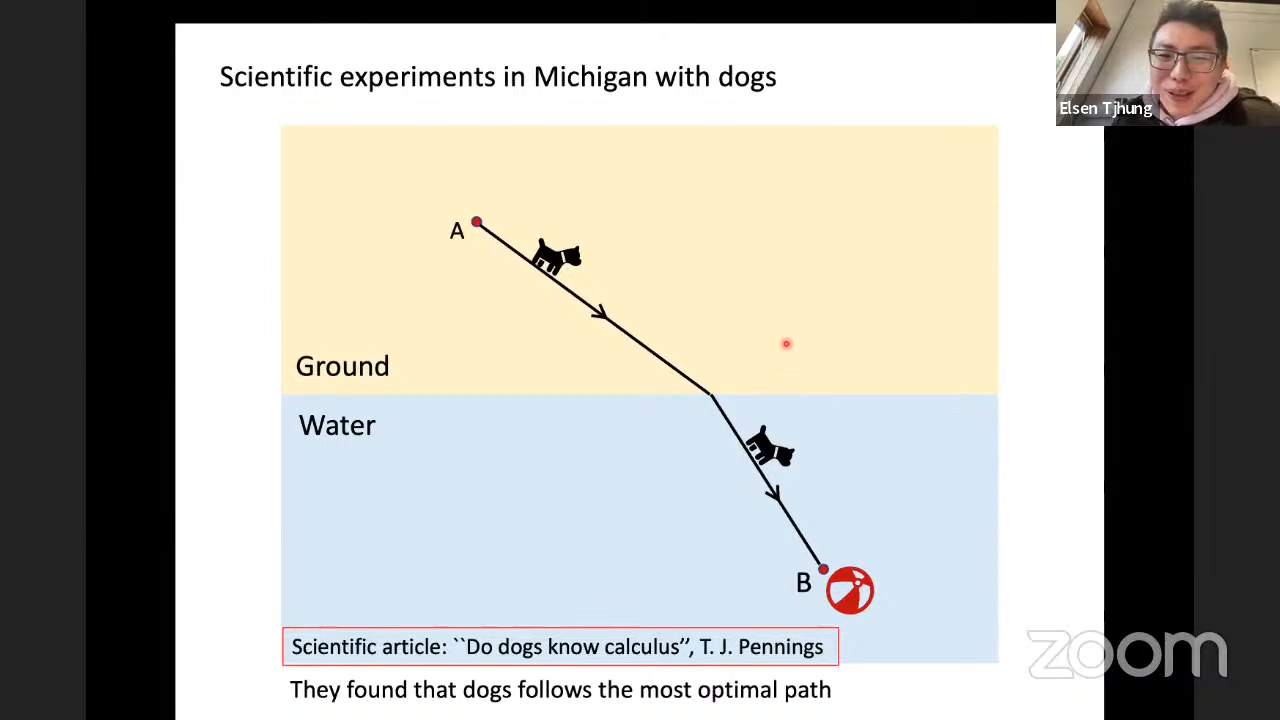 Scientific experiments in Michigan with dogs
Elsen Tjhung
A
Ground
Water
B
Scientific article: ``Do dogs know calculus’’, T. J. Pennings
They found that dogs follows the most optimal path
zoom